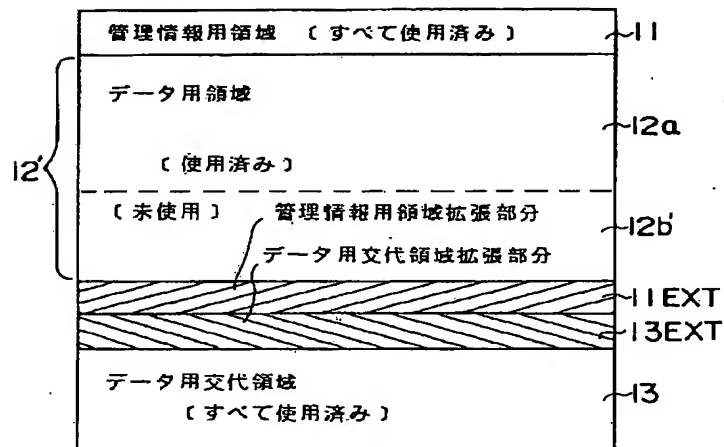 管理情報用領域 〔すべて使用済み〕 11
データ用領域
12a
12'
〔使用済み〕
〔未使用〕 管理情報用領域拡張部分
12b'
データ用交代領域拡張部分
11EXT
13EXT
データ用交代領域
13
〔すべて使用済み〕